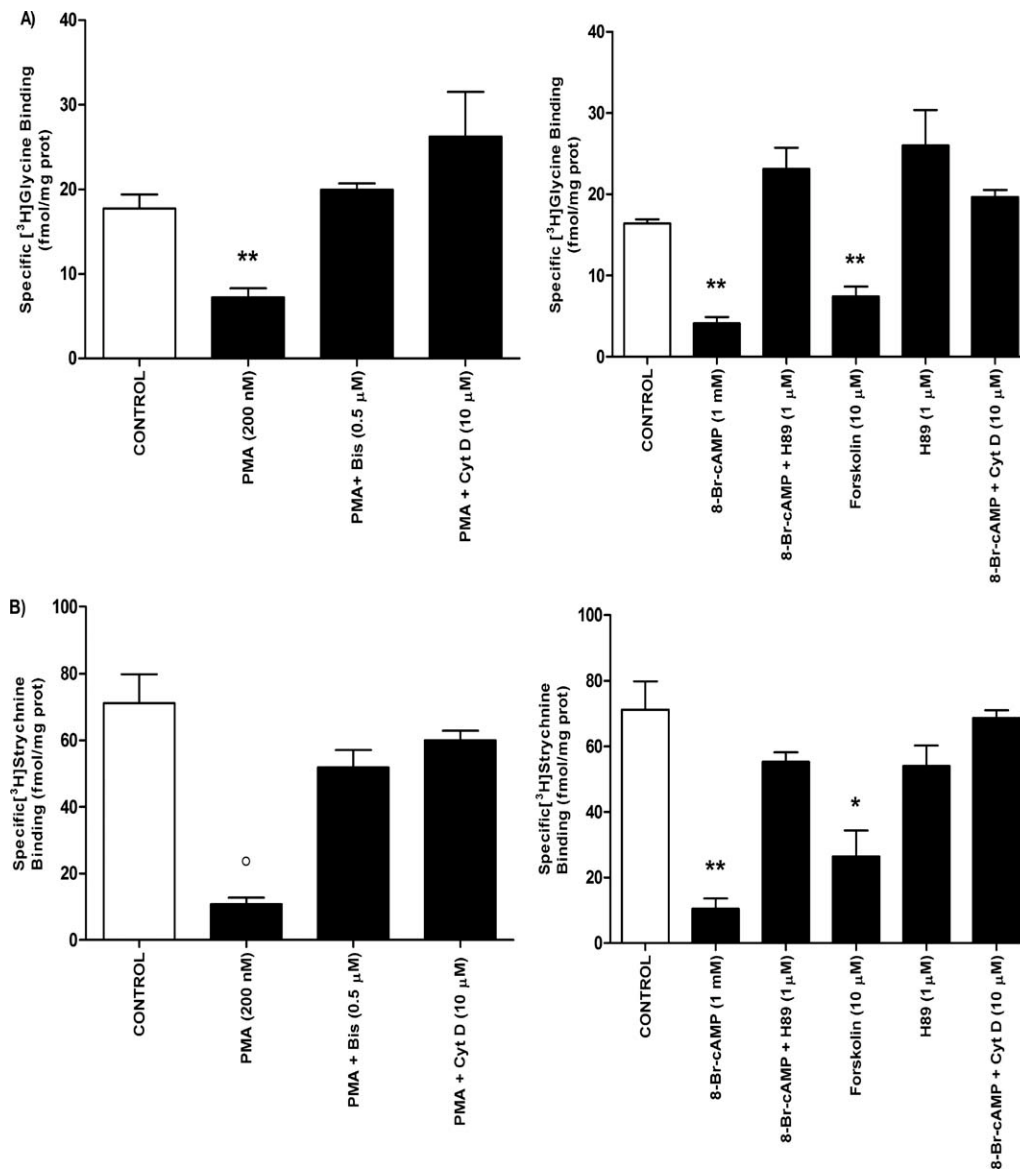 A)
Specific [³H]Glycine Binding
(fmol/mg prot)
40
30
20
10
0
**
CONTROL
PMA (200 nM)
PMA+ Bis (0.5 μM)
PMA + Cyt D (10 μM)
Specific [³H]Glycine Binding
(fmol/mg prot)
40
30
20
10
0
**
**
CONTROL
8-Br-cAMP (1 mM)
8-Br-cAMP + H89 (1 μM)
Forskolin (10 μM)
H89 (1 μM)
8-Br-cAMP + Cyt D (10 μM)
B)
Specific[³H]Strychnine
Binding (fmol/mg prot)
100
80
60
40
20
0
○
CONTROL
PMA (200 nM)
PMA + Bis (0.5 μM)
PMA + Cyt D (10 μM)
Specific[³H]Strychnine
Binding (fmol/mg prot)
100
80
60
40
20
0
**
*
CONTROL
8-Br-cAMP (1 mM)
8-Br-cAMP + H89 (1μM)
Forskolin (10 μM)
H89 (1μM)
8-Br-cAMP + Cyt D (10 μM)